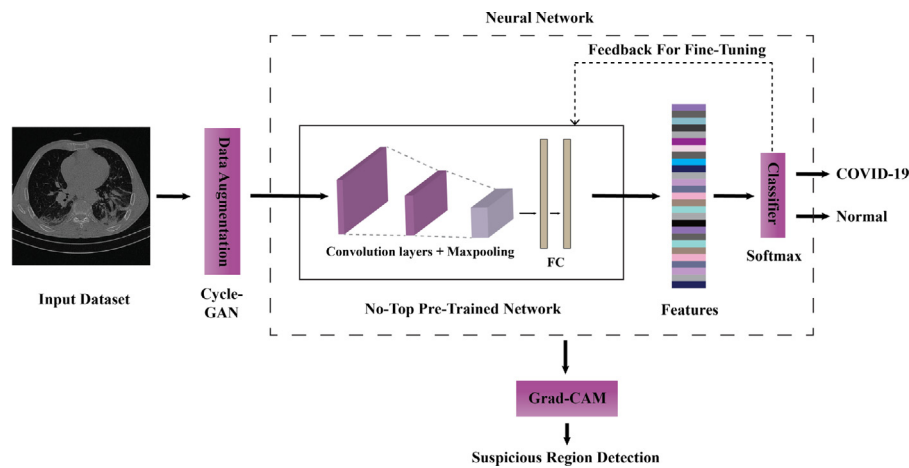 Neural Network
Feedback For Fine-Tuning
Data Augmentation
Classifier
COVID-19
Normal
Convolution layers + Maxpooling
FC
Softmax
Input Dataset
Cycle-
GAN
No-Top Pre-Trained Network
Features
Grad-CAM
Suspicious Region Detection